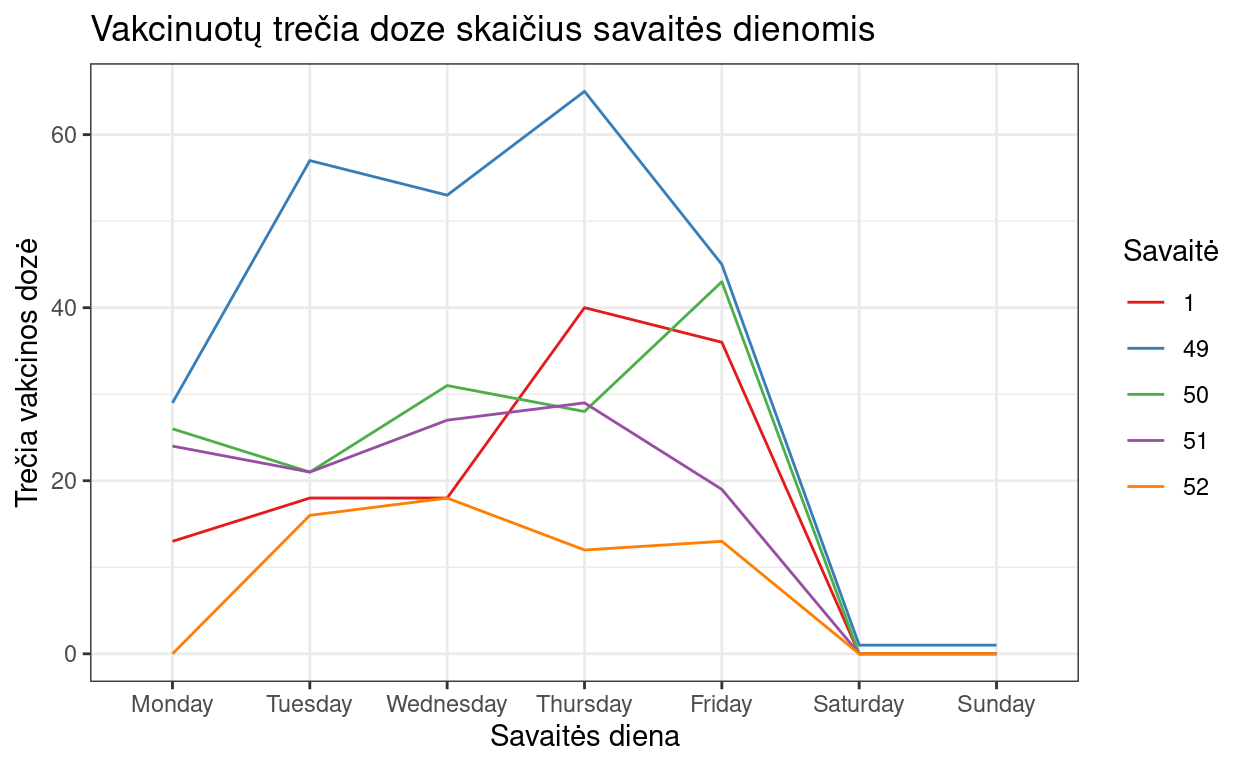 Vakcinuotų trečia doze skaičius savaitės dienomis
Trečia vakcinos dozė
60
40
20
0
Monday Tuesday Wednesday Thursday Friday Saturday Sunday
Savaitės diena
Savaitė
1
49
50
51
52